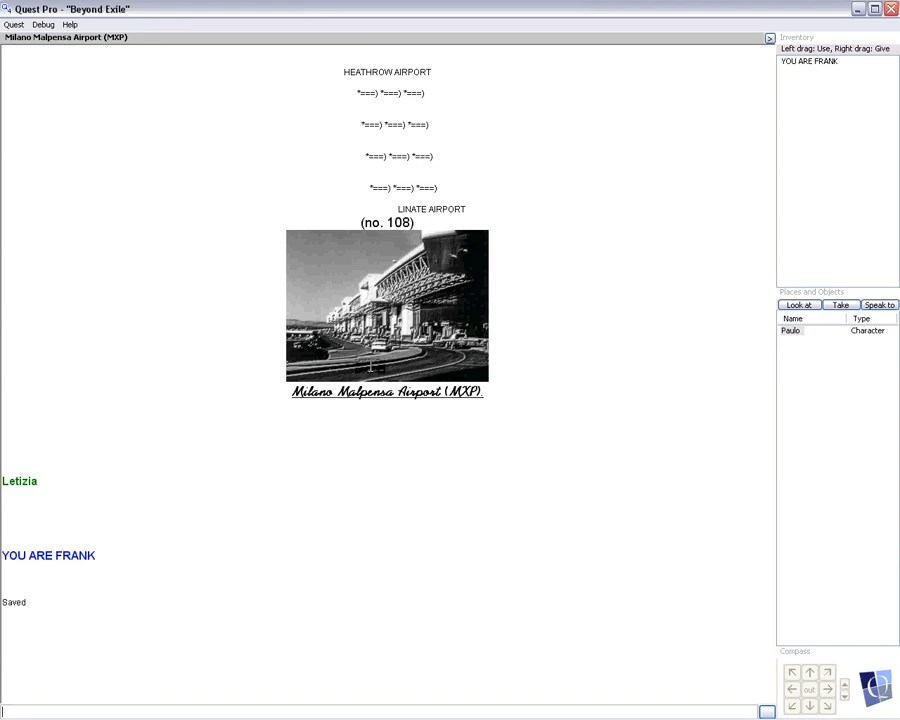 Quest Pro - "Beyond Exile"
Quest Debug Help
Milano Malpensa Airport (MXP)
>
Inventory
Left drag: Use, Right drag: Give
YOU ARE FRANK
HEATHROW AIRPORT
*===) *===) *===)
*===) *===) *===)
*===) *===) *===)
*===) *===) *===)
LINATE AIRPORT
(no. 108)
Milano Malpensa Airport (MXP).
Letizia
YOU ARE FRANK
Saved
Places and Objects
Look at Take Speak to
Name Type
Paulo Character
Compass
out